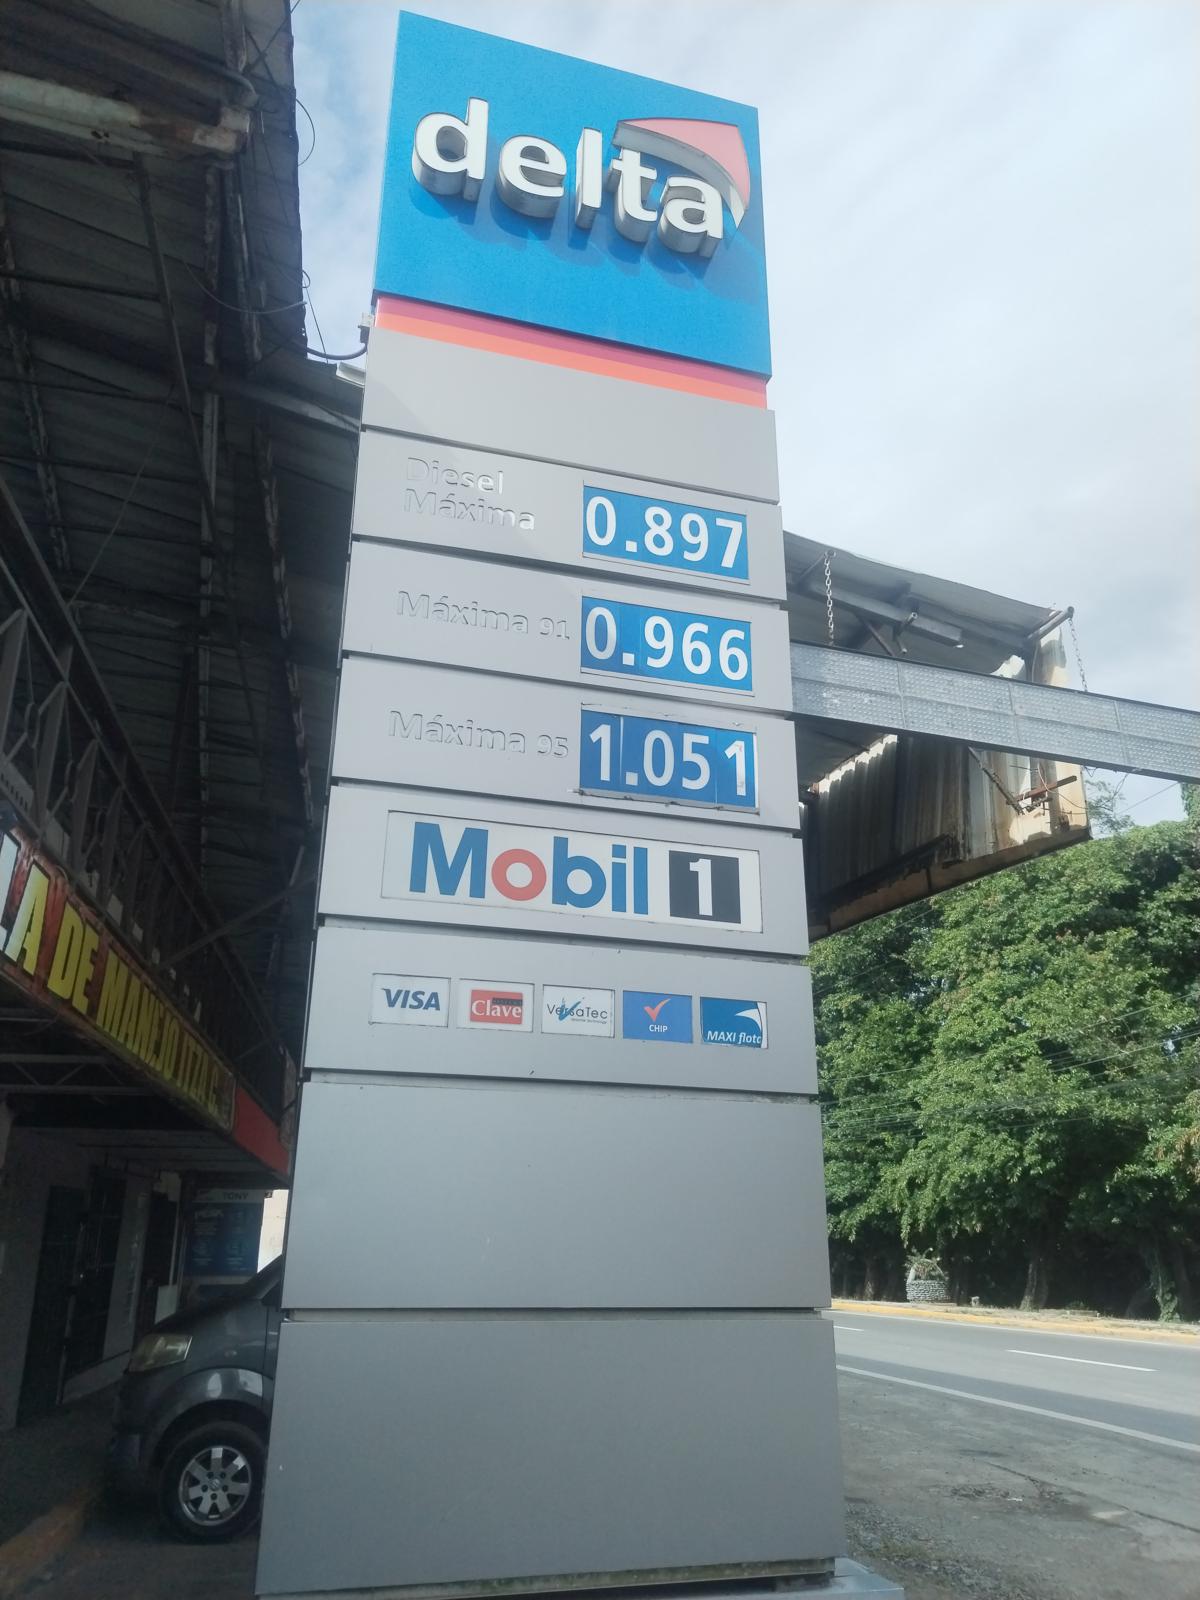 delta
Diesel
Máxima
0.897
Máxima 91
0.966
Máxima 95
1.051
Mobil 1
VISA
Clave
VersaTec
CHIP
MAXI flota
LA DE MANEJO
TONY